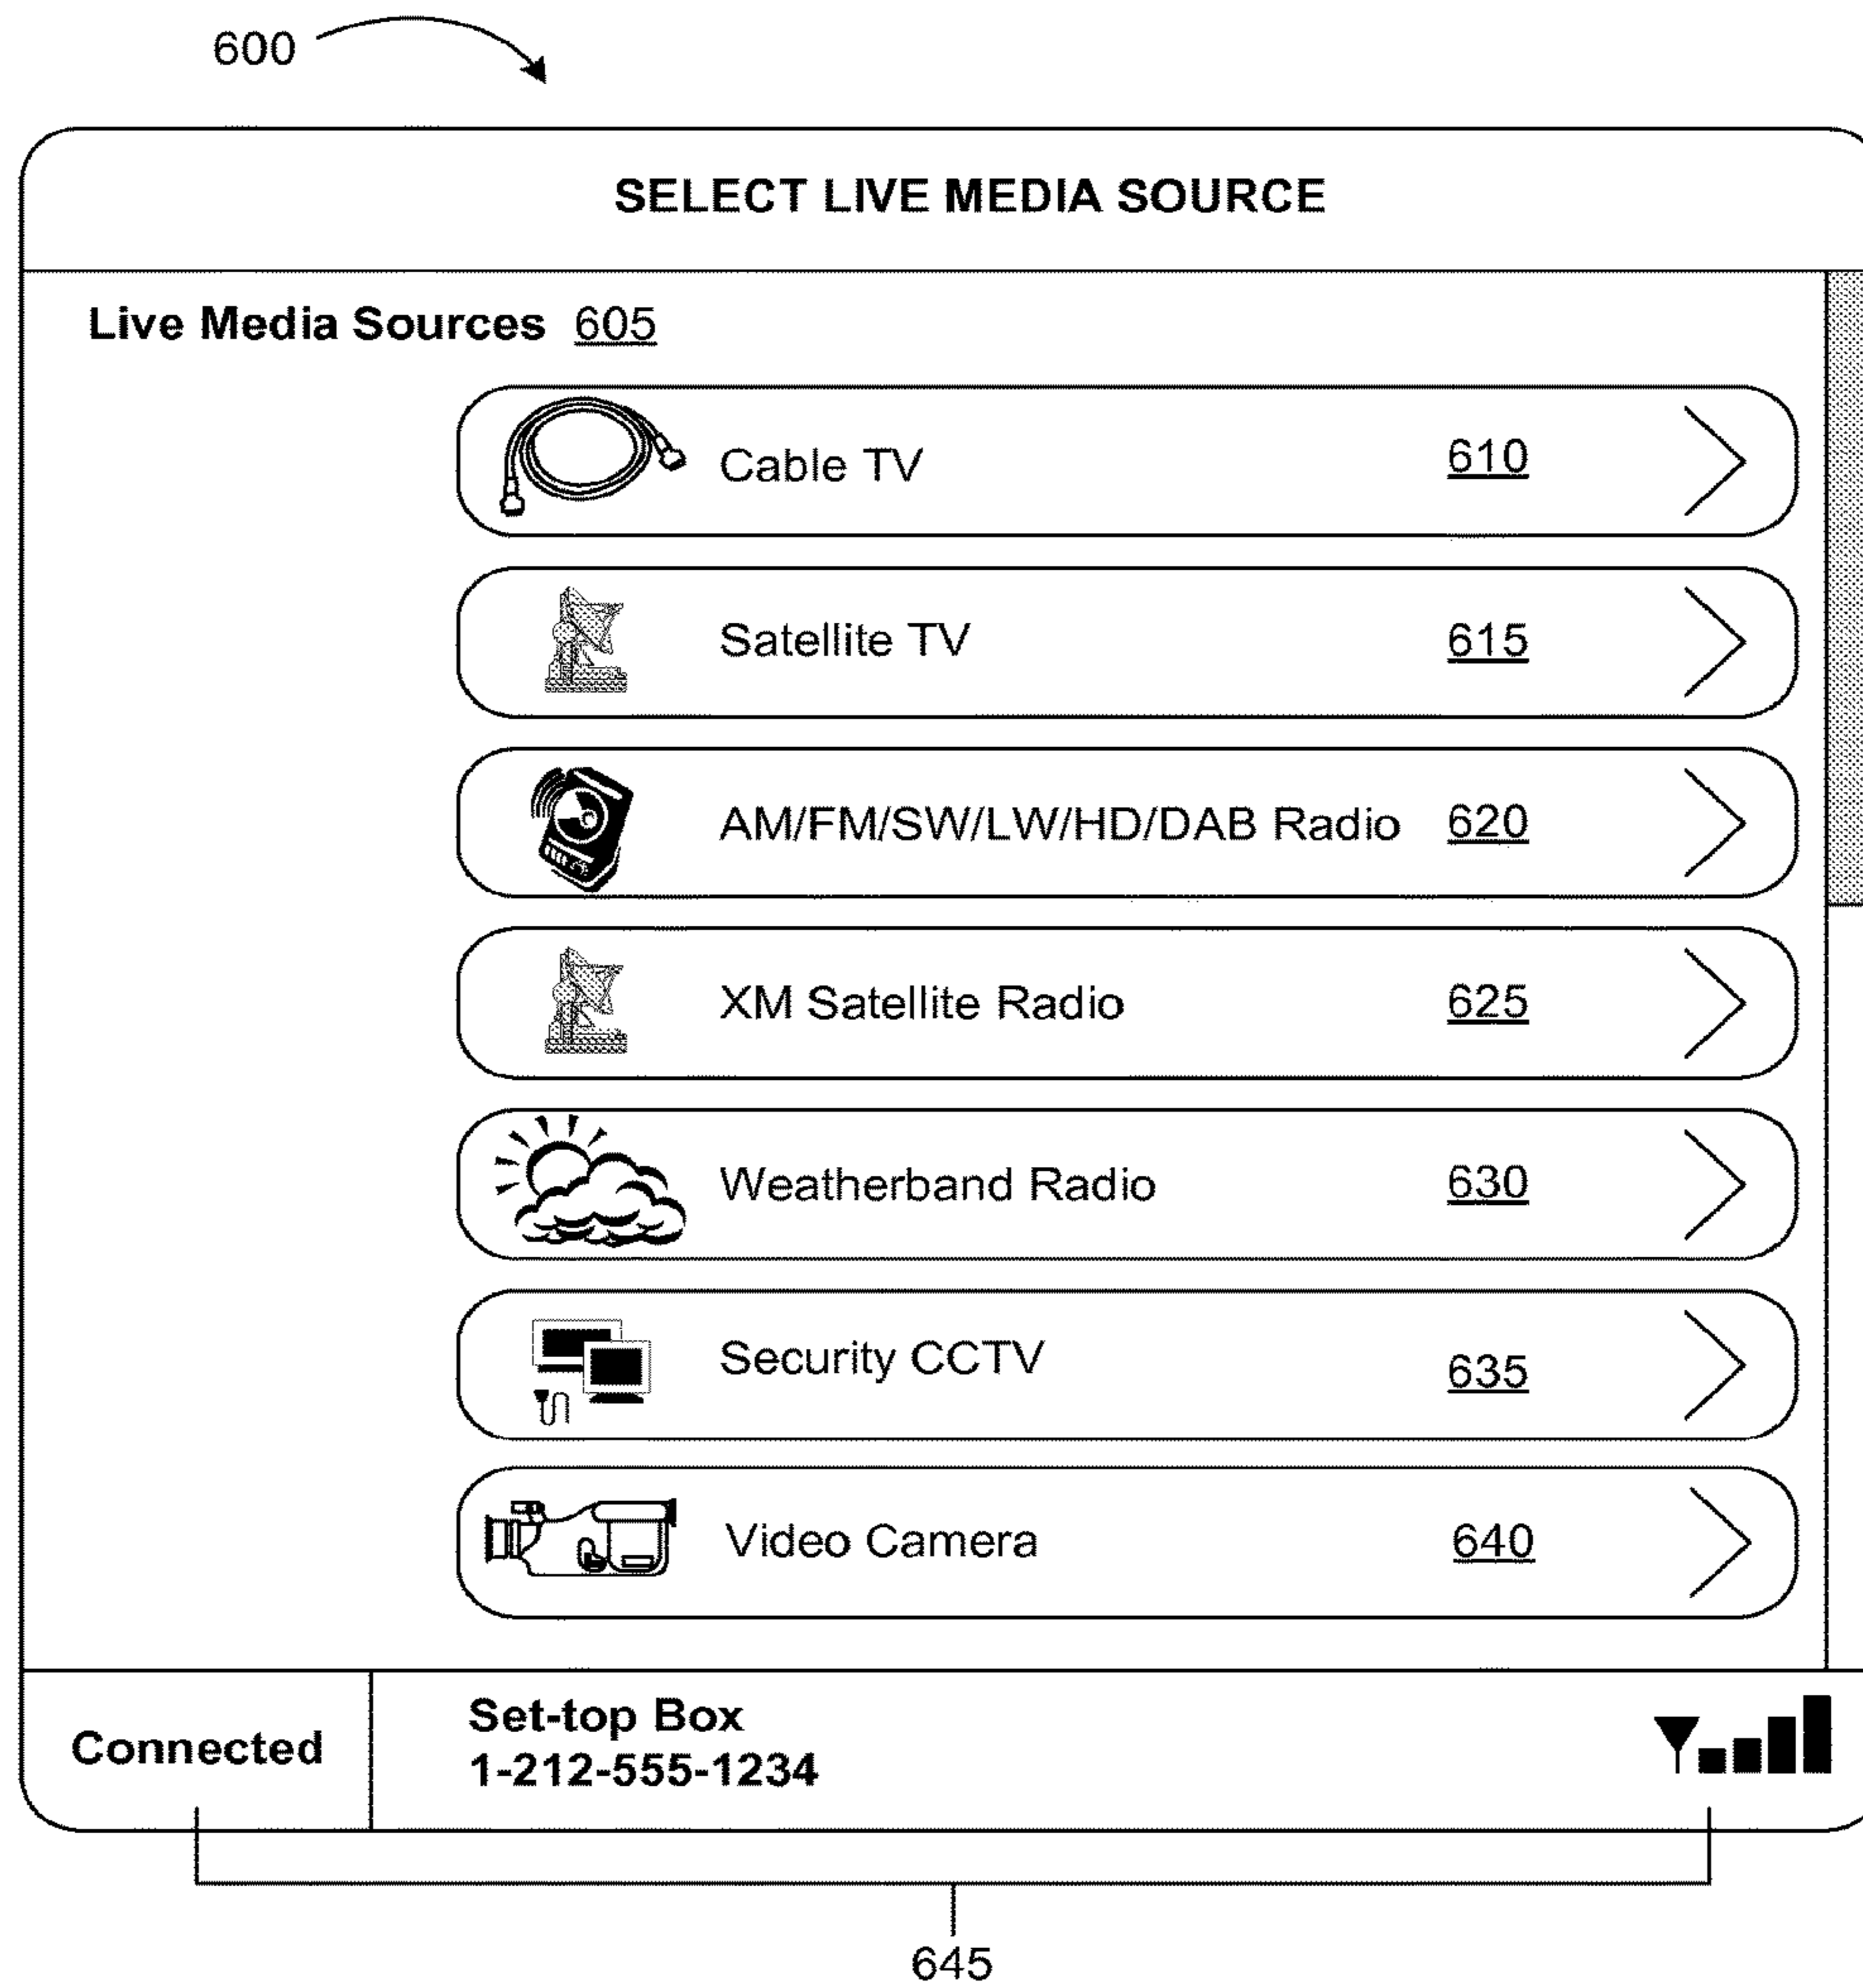 600
SELECT LIVE MEDIA SOURCE
Live Media Sources 605
Cable TV 610
Satellite TV 615
AM/FM/SW/LW/HD/DAB Radio 620
XM Satellite Radio 625
Weatherband Radio 630
Security CCTV 635
Video Camera 640
Connected
Set-top Box
1-212-555-1234
645